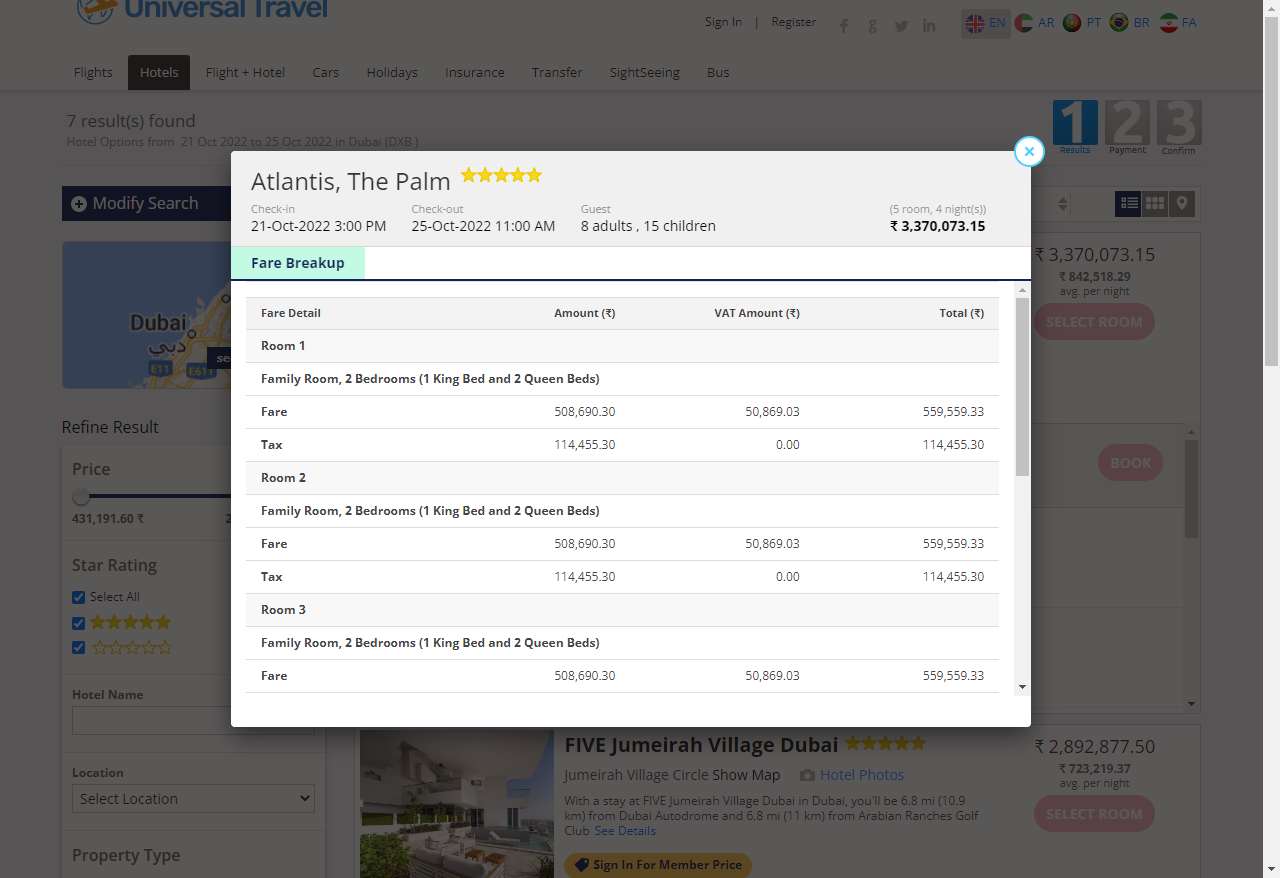 Universal Travel
Sign In | Register
EN AR PT BR FA
Flights Hotels Flight + Hotel Cars Holidays Insurance Transfer SightSeeing Bus
7 result(s) found
Hotel Options from 21 Oct 2022 to 25 Oct 2022 in Dubai (DXB )
1 2 3
Results Payment Confirm
Modify Search
Atlantis, The Palm
Check-in Check-out Guest (5 room, 4 night(s))
21-Oct-2022 3:00 PM 25-Oct-2022 11:00 AM 8 adults , 15 children ₹ 3,370,073.15
Fare Breakup
Fare Detail Amount (₹) VAT Amount (₹) Total (₹)
Room 1
Family Room, 2 Bedrooms (1 King Bed and 2 Queen Beds)
Fare 508,690.30 50,869.03 559,559.33
Tax 114,455.30 0.00 114,455.30
Room 2
Family Room, 2 Bedrooms (1 King Bed and 2 Queen Beds)
Fare 508,690.30 50,869.03 559,559.33
Tax 114,455.30 0.00 114,455.30
Room 3
Family Room, 2 Bedrooms (1 King Bed and 2 Queen Beds)
Fare 508,690.30 50,869.03 559,559.33
₹ 3,370,073.15
₹ 842,518.29
avg. per night
SELECT ROOM
BOOK
Dubai
دبي
E11 E611
Refine Result
Price
431,191.60 ₹
Star Rating
Select All
Hotel Name
Location
Select Location
Property Type
FIVE Jumeirah Village Dubai
Jumeirah Village Circle Show Map Hotel Photos
With a stay at FIVE Jumeirah Village Dubai in Dubai, you'll be 6.8 mi (10.9
km) from Dubai Autodrome and 6.8 mi (11 km) from Arabian Ranches Golf
Club See Details
Sign In For Member Price
₹ 2,892,877.50
₹ 723,219.37
avg. per night
SELECT ROOM